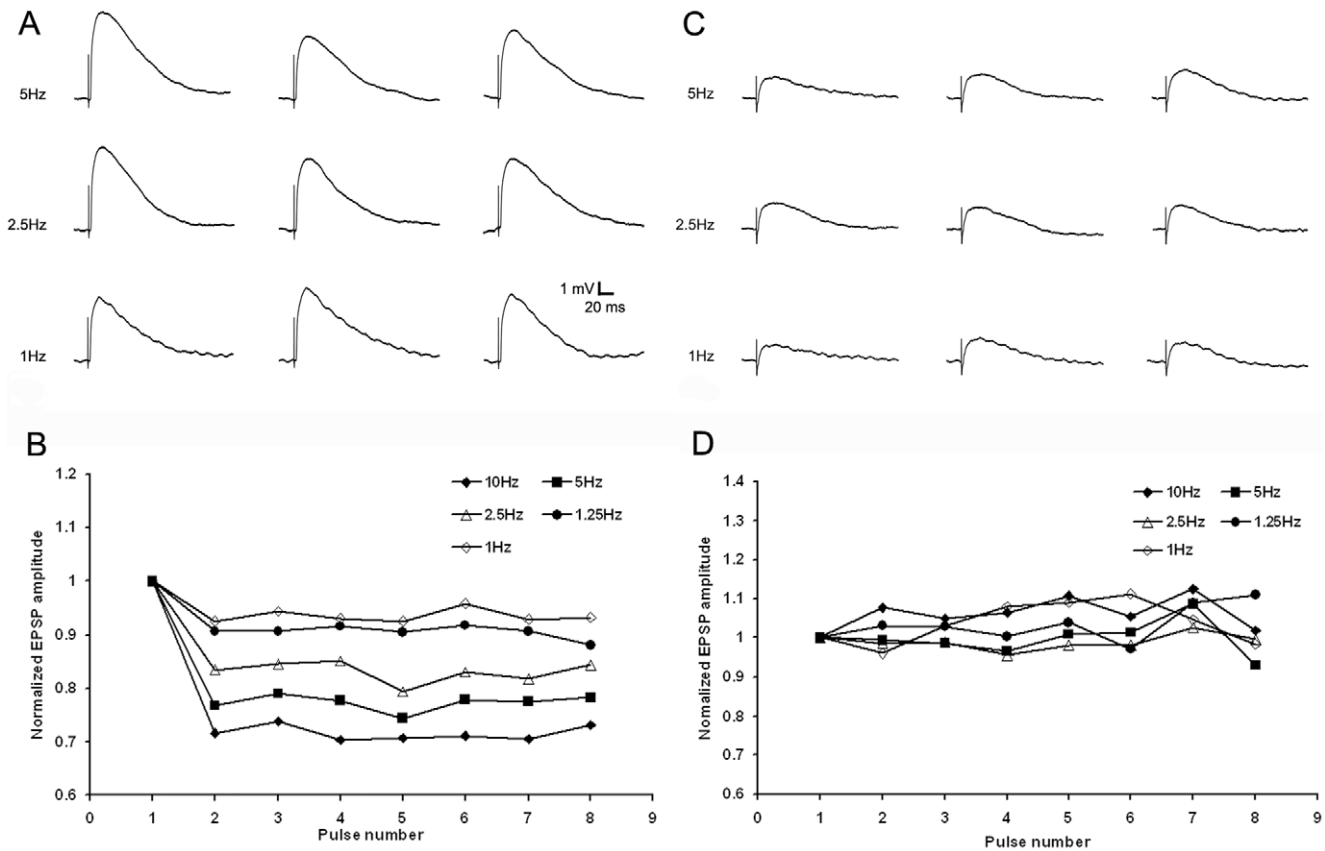 A
5Hz
2.5Hz
1Hz
1 mV
20 ms
C
5Hz
2.5Hz
1Hz
B
Normalized EPSP amplitude
1.2
1.1
1
0.9
0.8
0.7
0.6
10Hz
5Hz
2.5Hz
1.25Hz
1Hz
0 1 2 3 4 5 6 7 8 9
Pulse number
D
Nomalized EPSP amplitude
1.4
1.3
1.2
1.1
1
0.9
0.8
0.7
0.6
10Hz
5Hz
2.5Hz
1.25Hz
1Hz
0 1 2 3 4 5 6 7 8 9
Pulse number